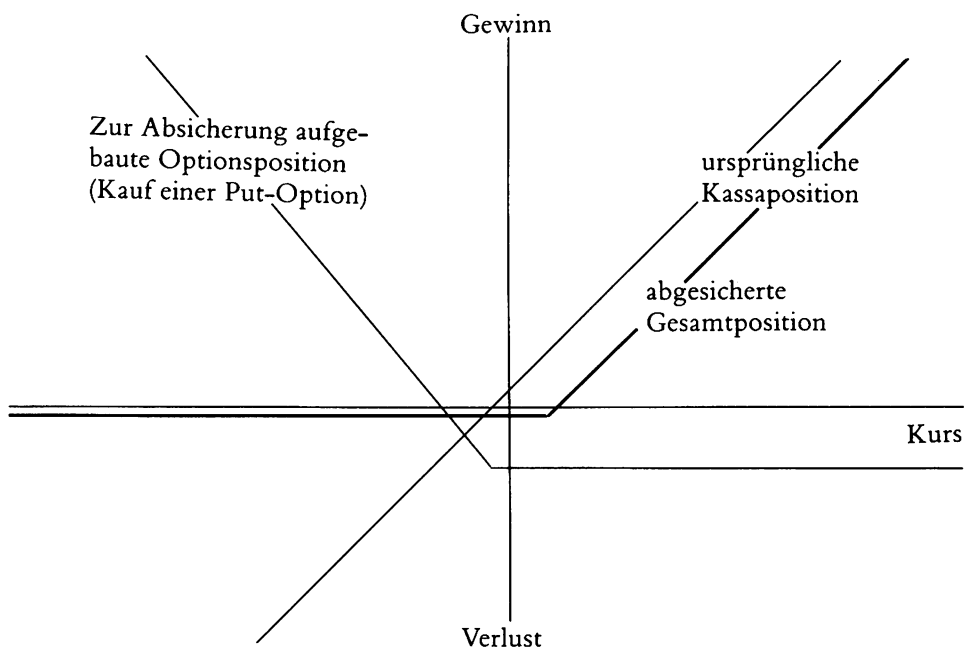 Gewinn
Zur Absicherung aufge-
baute Optionsposition
(Kauf einer Put-Option)
ursprüngliche
Kassaposition
abgesicherte
Gesamtposition
Kurs
Verlust